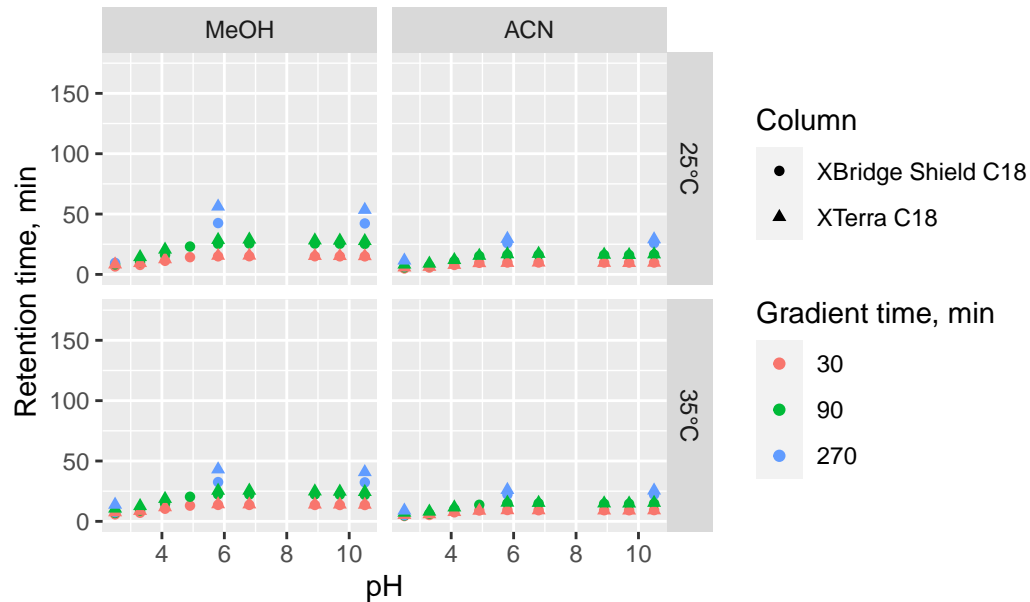 MeOH
ACN
150
100
50
0
25°C
150
100
50
0
35°C
4
6
8
10
4
6
8
10
pH
Retention time, min
Column
XBridge Shield C18
XTerra C18
Gradient time, min
30
90
270